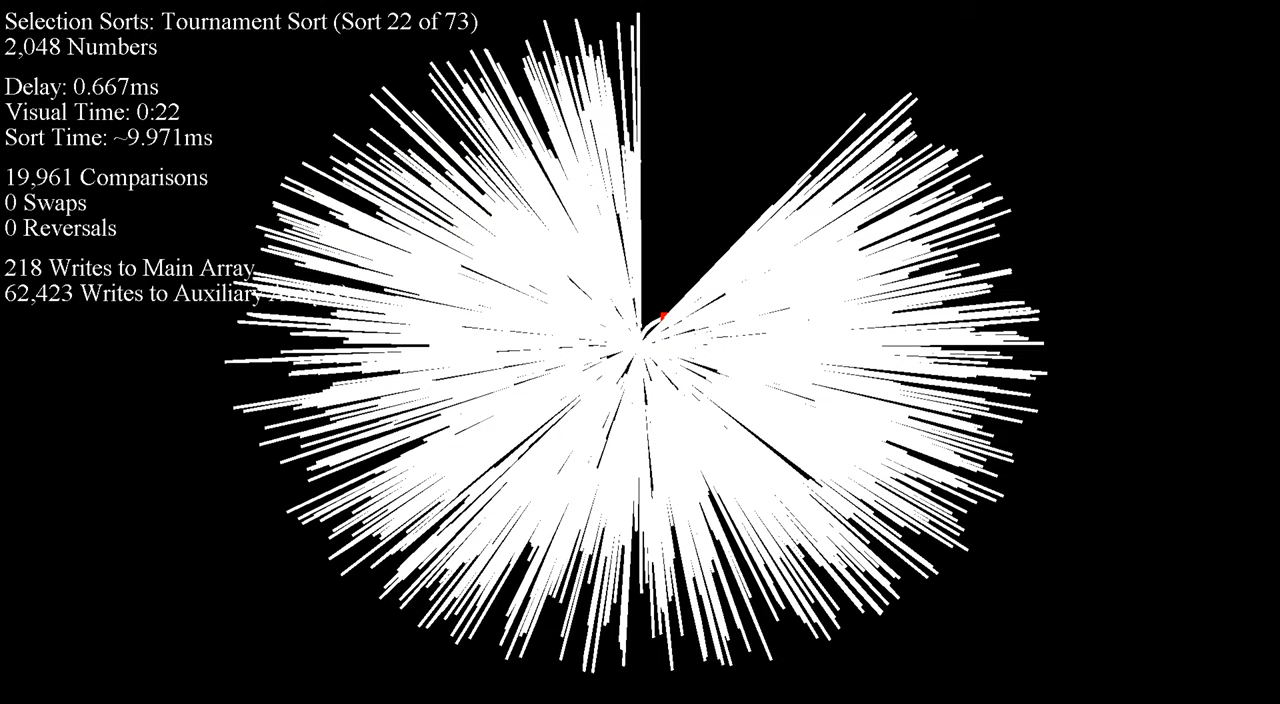 Selection Sorts: Tournament Sort (Sort 22 of 73)
2,048 Numbers
Delay: 0.667ms
Visual Time: 0:22
Sort Time: ~9.971ms
19,961 Comparisons
0 Swaps
0 Reversals
218 Writes to Main Array
62,423 Writes to Auxiliary